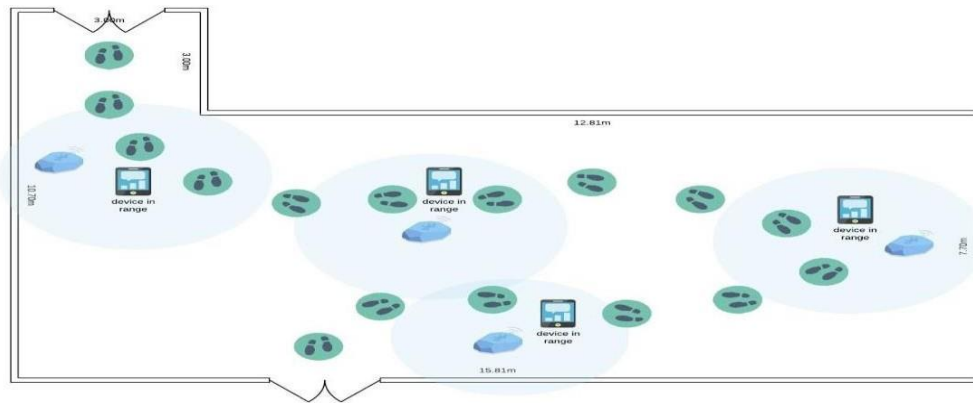 3.00m
3.00m
12.81m
10.70m
device in
range
device in
range
device in
range
7.70m
device in
range
15.81m